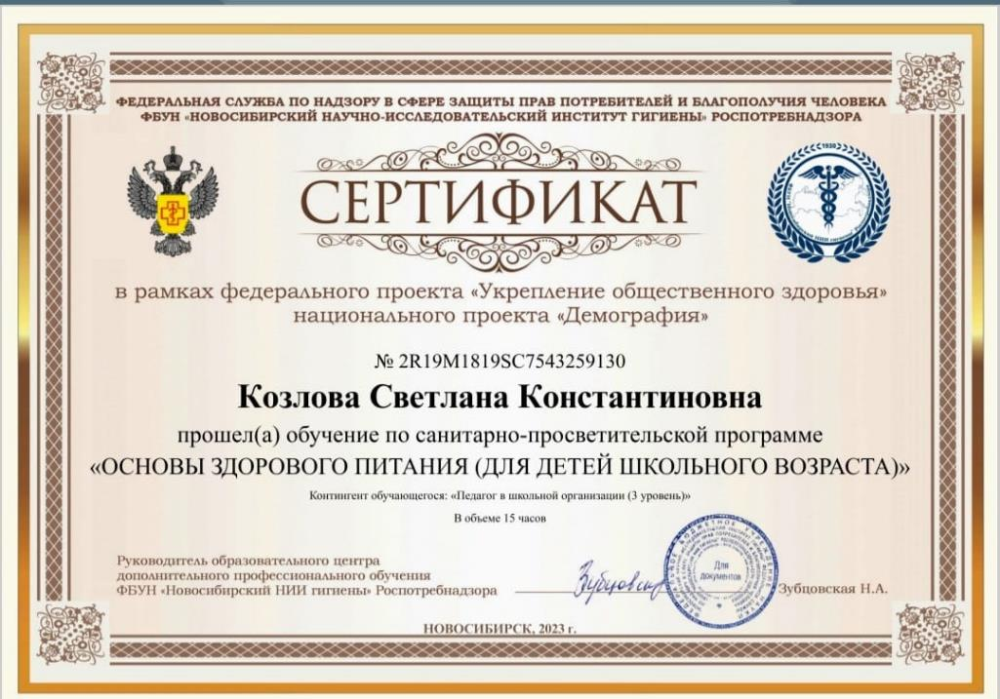 ФЕДЕРАЛЬНАЯ СЛУЖБА ПО НАДЗОРУ В СФЕРЕ ЗАЩИТЫ ПРАВ ПОТРЕБИТЕЛЕЙ И БЛАГОПОЛУЧИЯ ЧЕЛОВЕКА
ФБУН «НОВОСИБИРСКИЙ НАУЧНО-ИССЛЕДОВАТЕЛЬСКИЙ ИНСТИТУТ ГИГИЕНЫ» РОСПОТРЕБНАДЗОРА
1930
СЕРТИФИКАТ
в рамках федерального проекта «Укрепление общественного здоровья»
национального проекта «Демография»
№ 2R19M1819SC7543259130
Козлова Светлана Константиновна
прошел(а) обучение по санитарно-просветительской программе
«ОСНОВЫ ЗДОРОВОГО ПИТАНИЯ (ДЛЯ ДЕТЕЙ ШКОЛЬНОГО ВОЗРАСТА)»
Контингент обучающегося: «Педагог в школьной организации (3 уровень)»
В объеме 15 часов
Руководитель образовательного центра
дополнительного профессионального обучения
ФБУН «Новосибирский НИИ гигиены» Роспотребнадзора
Для
документов
Зубцовская Н.А.
НОВОСИБИРСК, 2023 г.